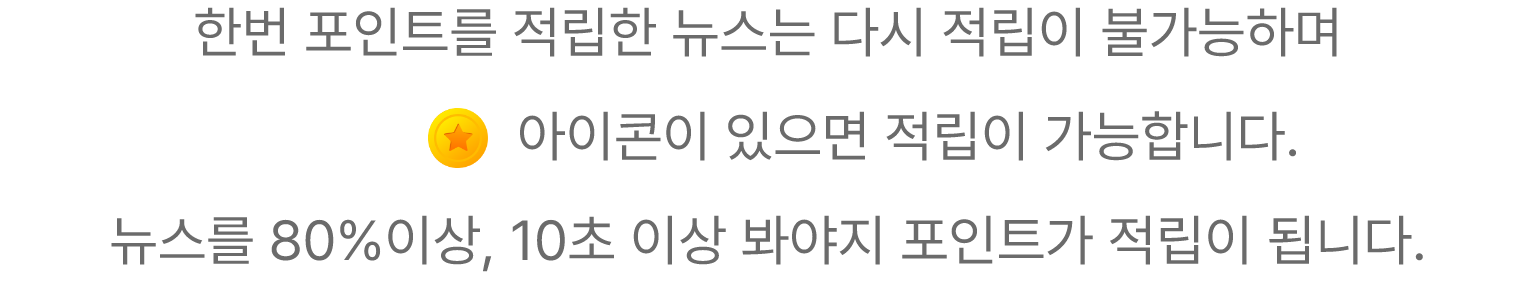 한번 포인트를 적립한 뉴스는 다시 적립이 불가능하며
아이콘이 있으면 적립이 가능합니다.
뉴스를 80%이상, 10초 이상 봐야지 포인트가 적립이 됩니다.